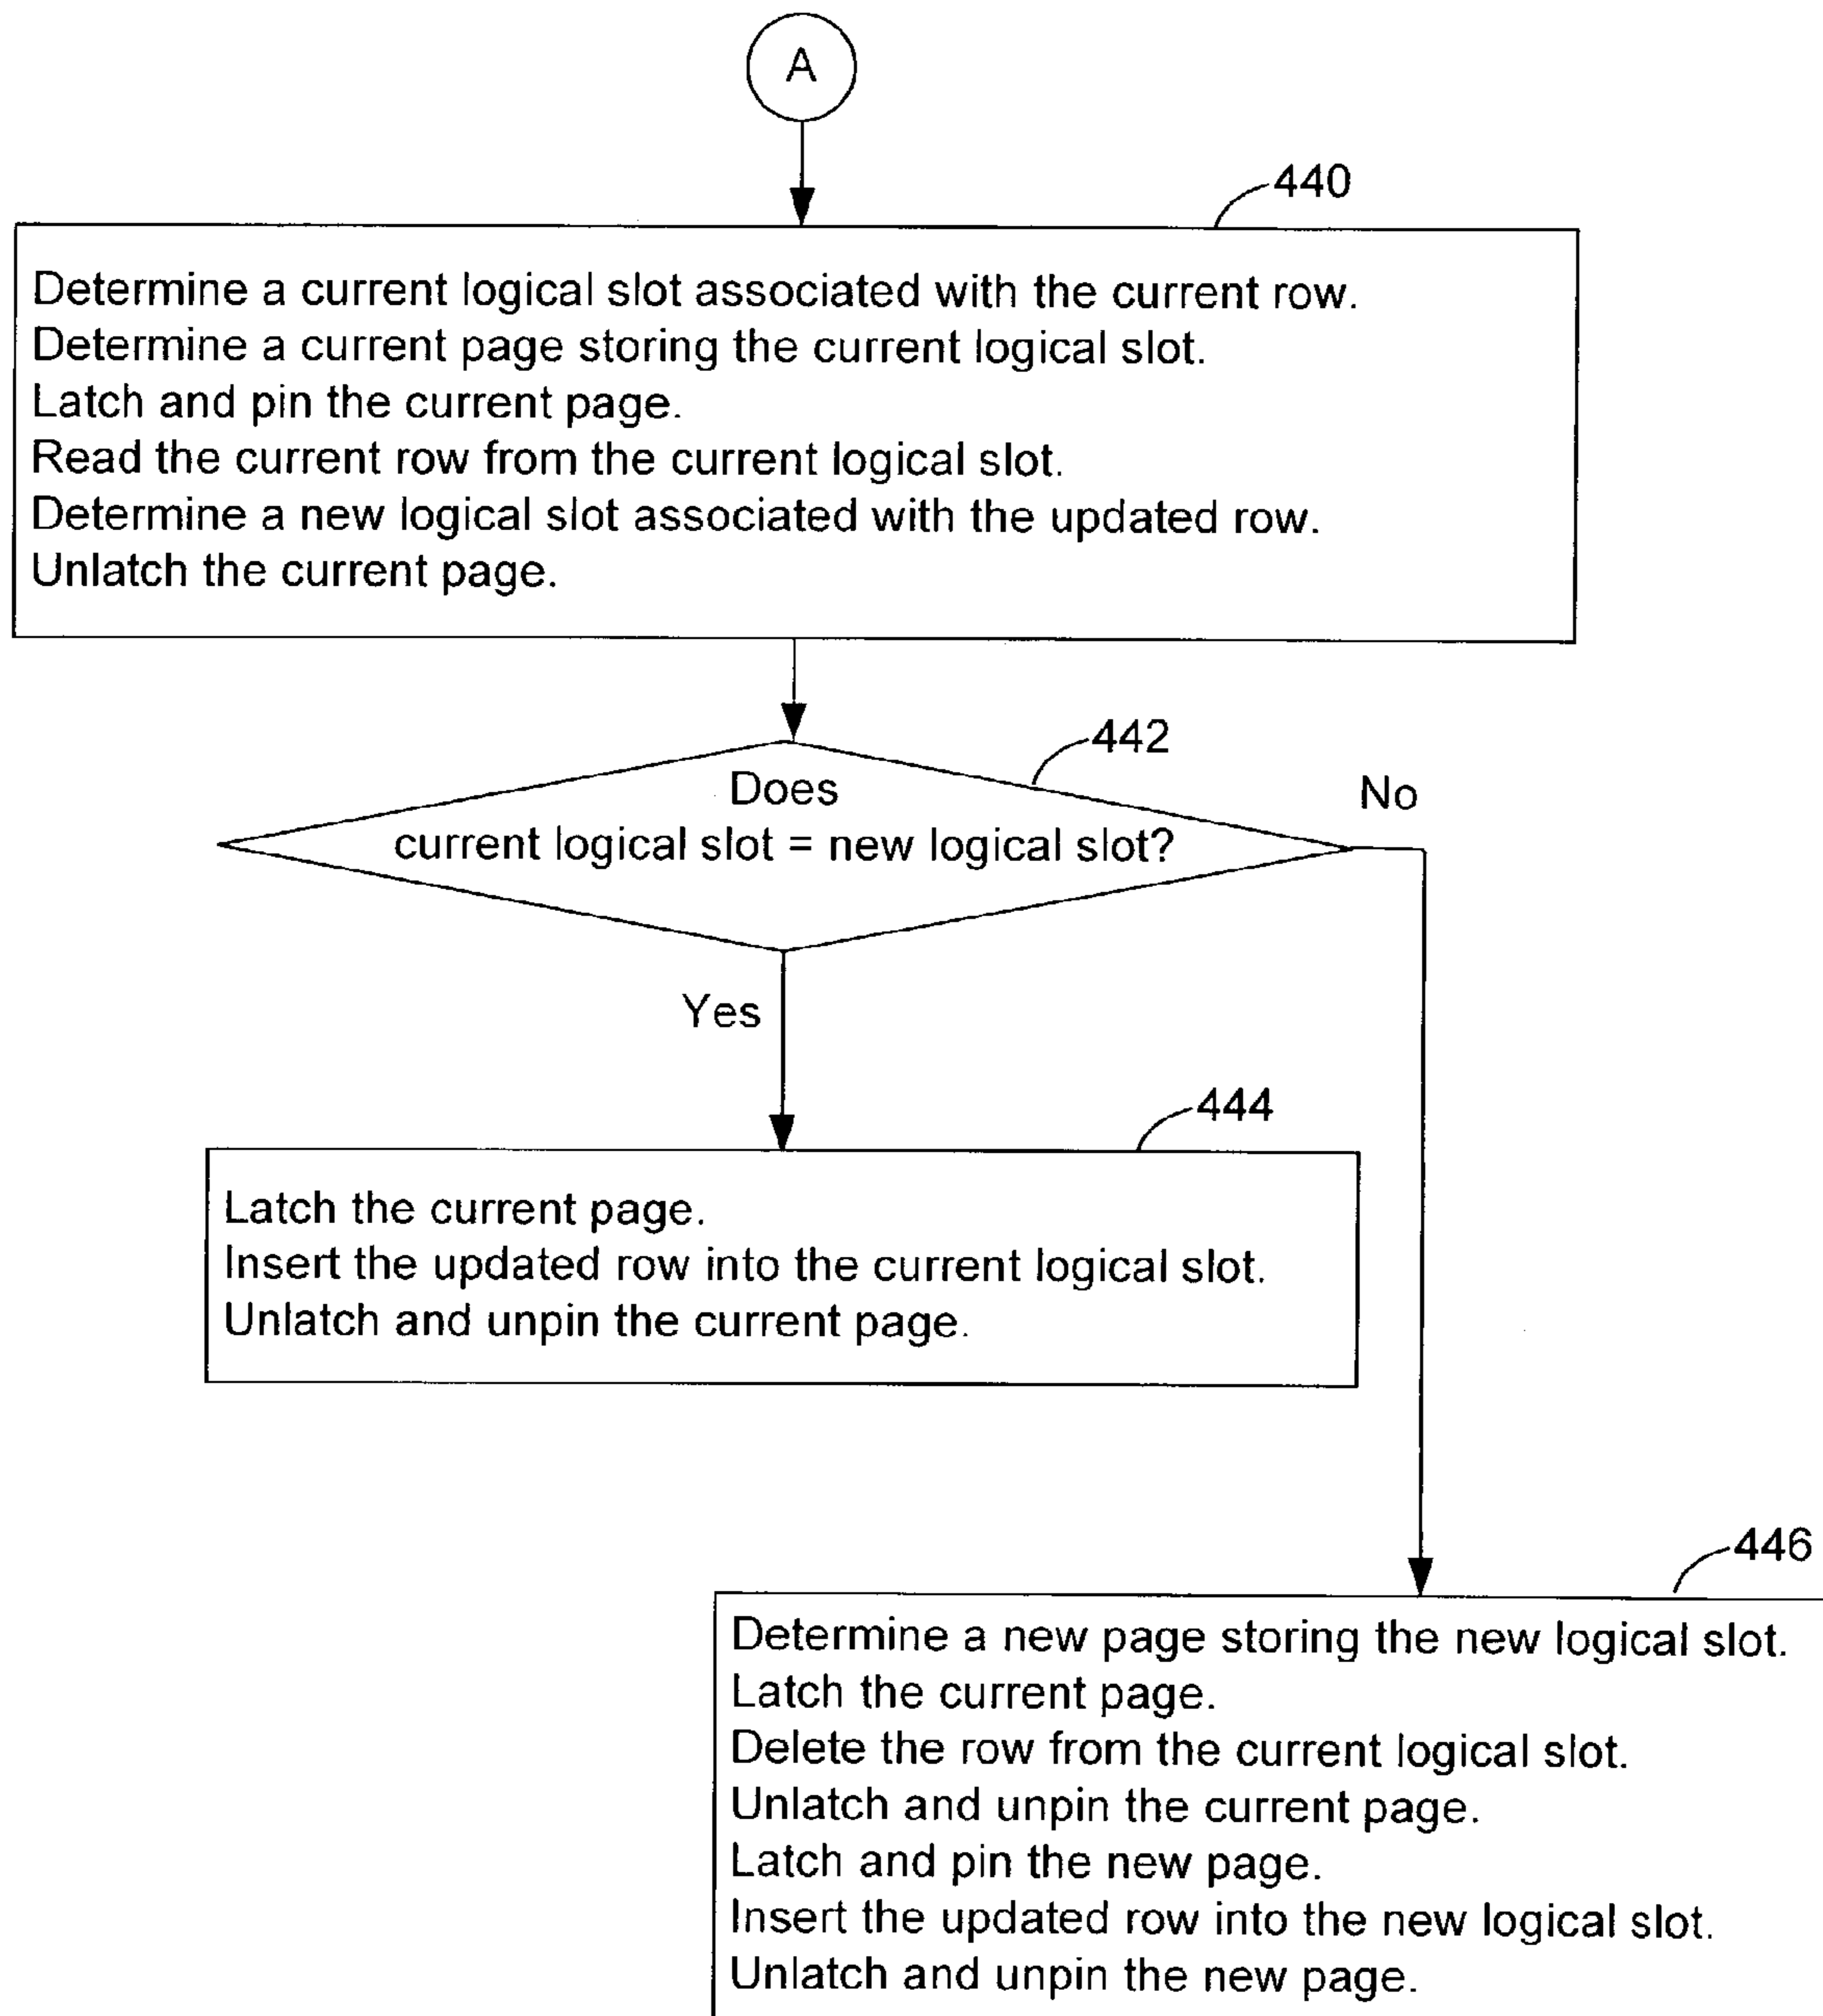 A
440
Determine a current logical slot associated with the current row.
Determine a current page storing the current logical slot.
Latch and pin the current page.
Read the current row from the current logical slot.
Determine a new logical slot associated with the updated row.
Unlatch the current page.
442
Does
No
current logical slot = new logical slot?
Yes
444
Latch the current page.
Insert the updated row into the current logical slot.
Unlatch and unpin the current page.
446
Determine a new page storing the new logical slot.
Latch the current page.
Delete the row from the current logical slot.
Unlatch and unpin the current page.
Latch and pin the new page.
Insert the updated row into the new logical slot.
Unlatch and unpin the new page.